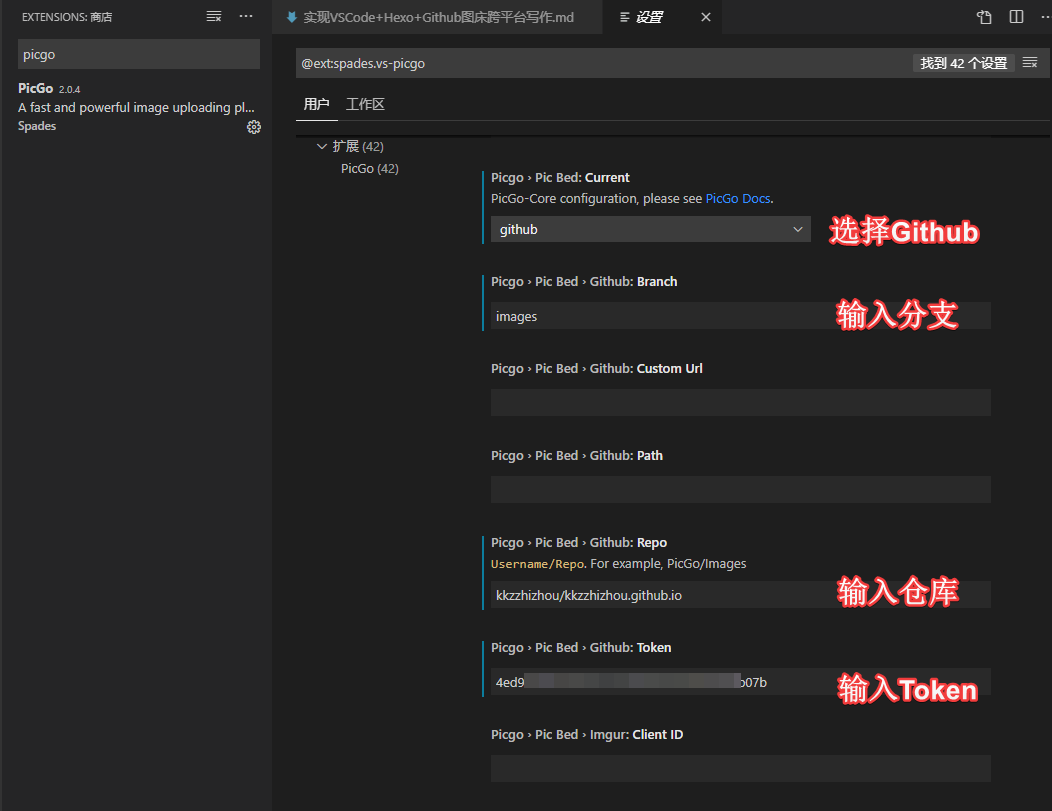 EXTENSIONS: 商店
picgo
PicGo 2.0.4
A fast and powerful image uploading pl...
Spades
实现VSCode+Hexo+Github图床跨平台写作.md
设置
@ext:spades.vs-picgo
找到 42 个设置
用户 工作区
扩展 (42)
PicGo (42)
Picgo › Pic Bed: Current
PicGo-Core configuration, please see PicGo Docs.
github
选择Github
Picgo › Pic Bed › Github: Branch
images
输入分支
Picgo › Pic Bed › Github: Custom Url
Picgo › Pic Bed › Github: Path
Picgo › Pic Bed › Github: Repo
Username/Repo. For example, PicGo/Images
kkzzhizhou/kkzzhizhou.github.io
输入仓库
Picgo › Pic Bed › Github: Token
4ed9 b07b
输入Token
Picgo › Pic Bed › Imgur: Client ID